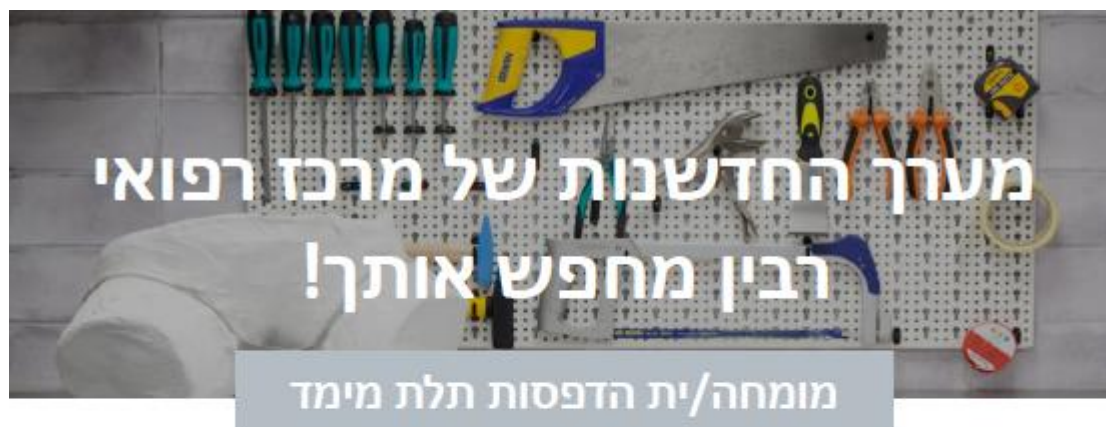 מערך החדשנות של מרכז רפואי
רבין מחפש אותך!
מומחה/ית הדפסות תלת מימד